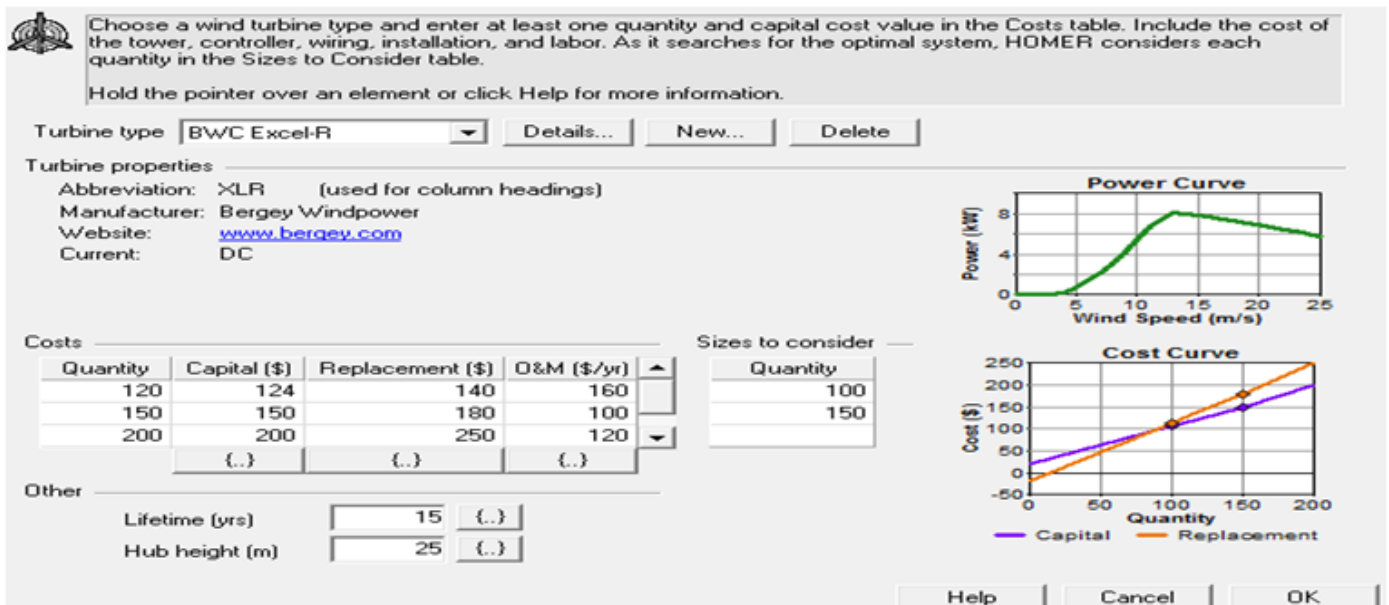 Choose a wind turbine type and enter at least one quantity and capital cost value in the Costs table. Include the cost of
the tower, controller, wiring, installation, and labor. As it searches for the optimal system, HOMER considers each
quantity in the Sizes to Consider table.
Hold the pointer over an element or click Help for more information.
Turbine type BWC Excel-R Details... New... Delete
Turbine properties
Abbreviation: XLR (used for column headings)
Manufacturer: Bergey Windpower
Website: www.bergey.com
Current: DC
Power Curve
Power (kW)
8
4
0
0 5 10 15 20 25
Wind Speed (m/s)
Costs
Quantity Capital ($) Replacement ($) O&M ($/yr)
120 124 140 160
150 150 180 100
200 200 250 120
{..} {..} {..}
Sizes to consider
Quantity
100
150
Cost Curve
Cost ($)
250
200
150
100
50
0
-50
0 50 100 150 200
Quantity
Capital Replacement
Other
Lifetime (yrs) 15 {..}
Hub height (m) 25 {..}
Help Cancel OK